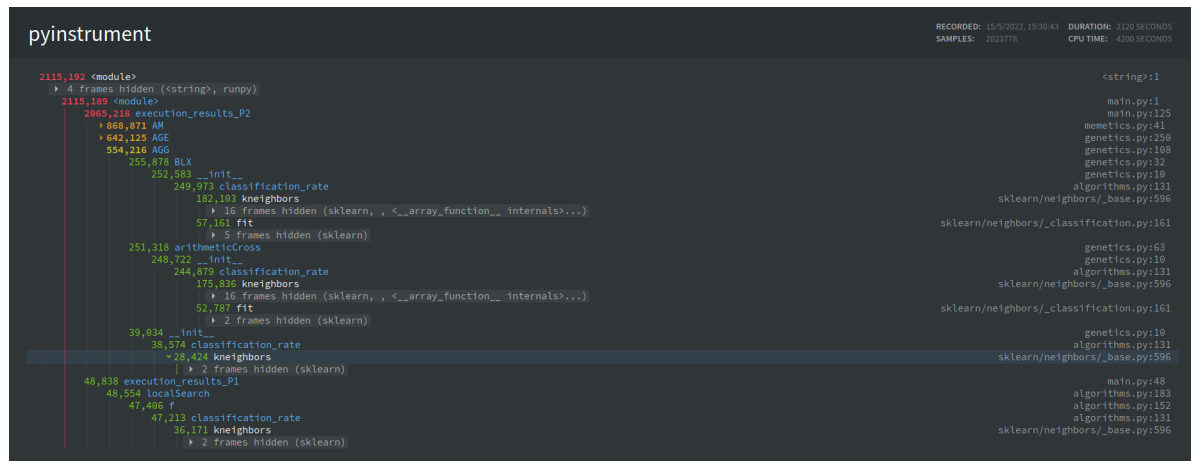 pyinstrument
RECORDED: 15/5/2022, 15:30:43 DURATION: 2120 SECONDS
SAMPLES: 2023778 CPU TIME: 4200 SECONDS
2115,192 <module> <string>:1
4 frames hidden (<string>, runpy)
2115,189 <module> main.py:1
2065,218 execution_results_P2 main.py:125
868,871 AM memetics.py:41
642,125 AGE genetics.py:250
554,216 AGG genetics.py:108
255,878 BLX genetics.py:32
252,583 __init__ genetics.py:10
249,973 classification_rate algorithms.py:131
182,103 kneighbors sklearn/neighbors/_base.py:596
16 frames hidden (sklearn, , <__array_function__ internals>...)
57,161 fit sklearn/neighbors/_classification.py:161
5 frames hidden (sklearn)
251,318 arithmeticCross genetics.py:63
248,722 __init__ genetics.py:10
244,879 classification_rate algorithms.py:131
175,836 kneighbors sklearn/neighbors/_base.py:596
16 frames hidden (sklearn, , <__array_function__ internals>...)
52,787 fit sklearn/neighbors/_classification.py:161
2 frames hidden (sklearn)
39,034 __init__ genetics.py:10
38,574 classification_rate algorithms.py:131
28,424 kneighbors sklearn/neighbors/_base.py:596
2 frames hidden (sklearn)
48,838 execution_results_P1 main.py:48
48,554 localSearch algorithms.py:183
47,406 f algorithms.py:152
47,213 classification_rate algorithms.py:131
36,171 kneighbors sklearn/neighbors/_base.py:596
2 frames hidden (sklearn)